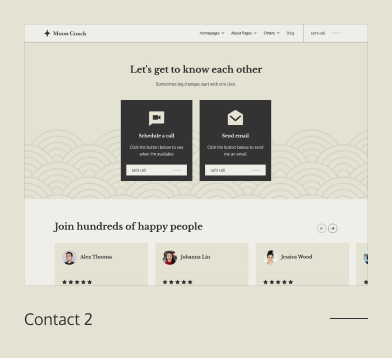 Moon Coach
Homepages About Pages Others Blog Let's call
Let's get to know each other
Sometimes big changes start with one click.
Schedule a call
Click the button below to see
when I'm available
Let's call
Send email
Click the button below to send
me an email
Let's call
Join hundreds of happy people
Alex Thomas
Johanna Lin
Jessica Wood
Contact 2